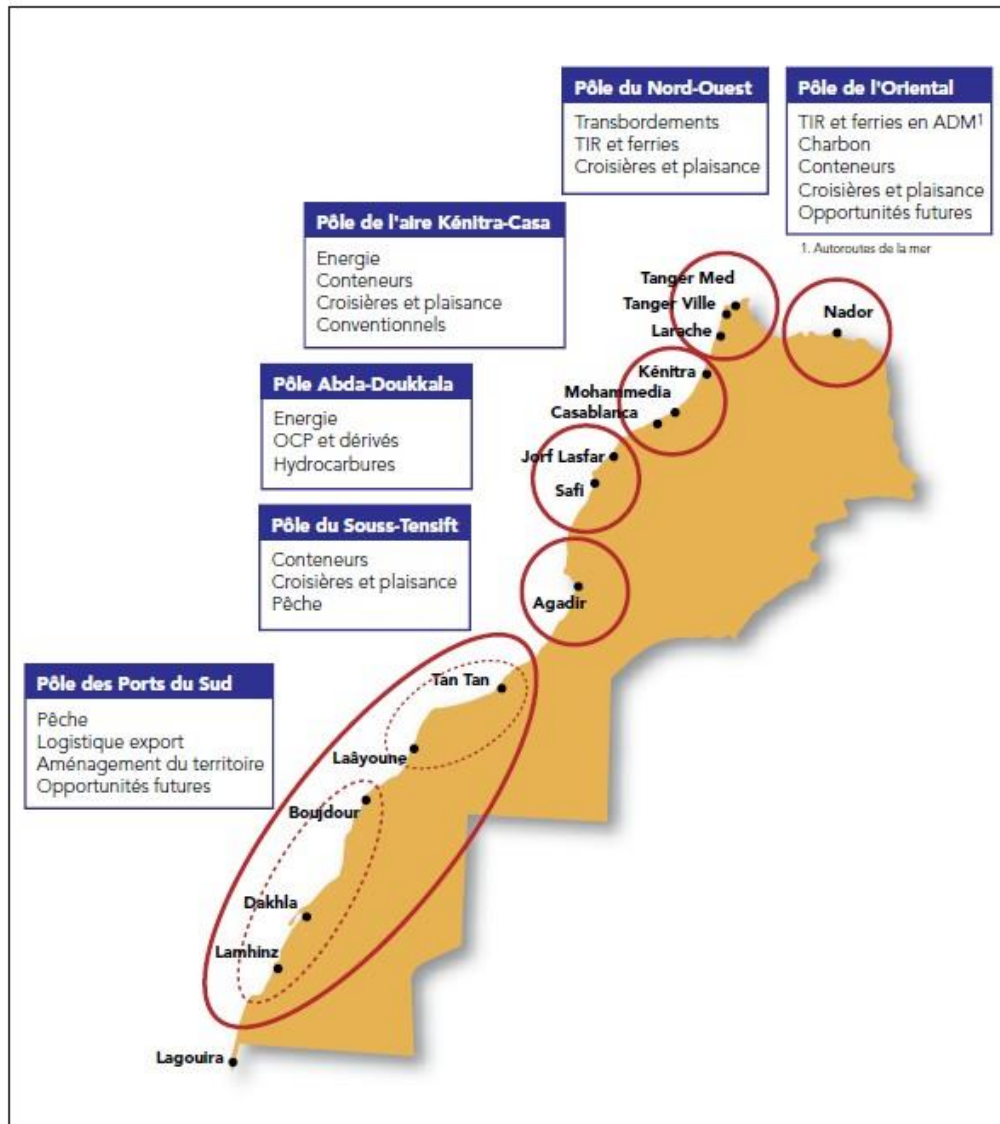 Pôle du Nord-Ouest
Transbordements
TIR et ferries
Croisières et plaisance
Pôle de l'Oriental
TIR et ferries en ADM¹
Charbon
Conteneurs
Croisières et plaisance
Opportunités futures
1. Autoroutes de la mer
Pôle de l'aire Kénitra-Casa
Energie
Conteneurs
Croisières et plaisance
Conventionnels
Pôle Abda-Doukkala
Energie
OCP et dérivés
Hydrocarbures
Pôle du Souss-Tensift
Conteneurs
Croisières et plaisance
Pêche
Pôle des Ports du Sud
Pêche
Logistique export
Aménagement du territoire
Opportunités futures
Tanger Med
Tanger Ville
Larache
Nador
Kénitra
Mohammedia
Casablanca
Jorf Lasfar
Safi
Agadir
Tan Tan
Laâyoune
Boujdour
Dakhla
Lamhinz
Lagouira